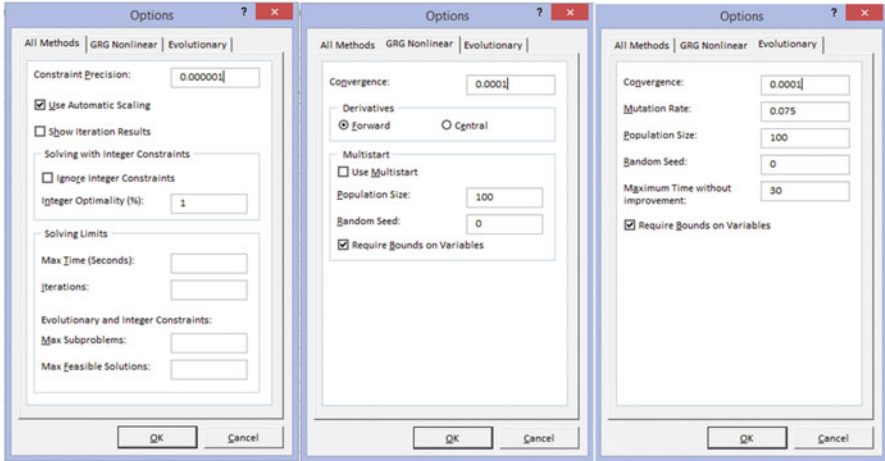 Options ? ×
All Methods GRG Nonlinear Evolutionary
Constraint Precision: 0.000001
Use Automatic Scaling
Show Iteration Results
Solving with Integer Constraints
Ignore Integer Constraints
Integer Optimality (%): 1
Solving Limits
Max Time (Seconds):
Iterations:
Evolutionary and Integer Constraints:
Max Subproblems:
Max Feasible Solutions:
OK Cancel
Options ? ×
All Methods GRG Nonlinear Evolutionary
Convergence: 0.0001
Derivatives
Forward Central
Multistart
Use Multistart
Population Size: 100
Random Seed: 0
Require Bounds on Variables
OK Cancel
Options ? ×
All Methods GRG Nonlinear Evolutionary
Convergence: 0.0001
Mutation Rate: 0.075
Population Size: 100
Random Seed: 0
Maximum Time without
improvement: 30
Require Bounds on Variables
OK Cancel